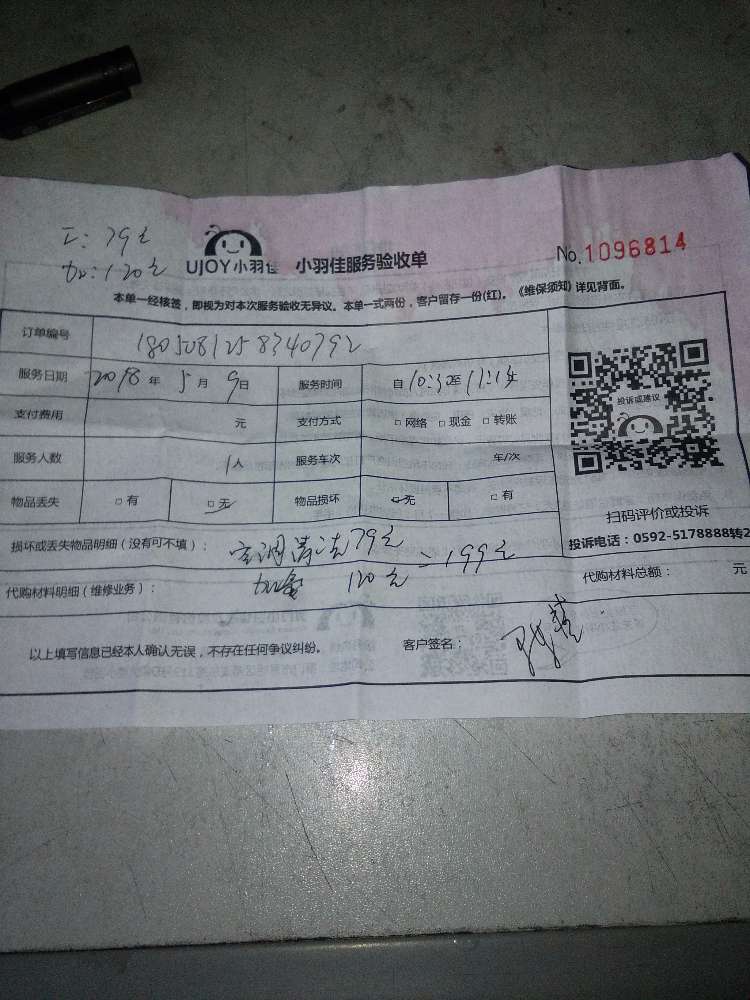 工：79元
加：120元
UJOY小羽佳 小羽佳服务验收单 No.1096814
本单一经核签，即视为对本次服务验收无异议。本单一式两份，客户留存一份(红)。《维保须知》详见背面。
订单编号 1805081258340792
服务日期 2018年5月9日 服务时间 自10:30至11:15
支付费用 元 支付方式 □网络 □现金 □转账
投诉或建议
服务人数 1人 服务车次 车/次
物品丢失 □有 □无 物品损坏 □无 □有
扫码评价或投诉
损坏或丢失物品明细（没有可不填）： 空调清洗79元
投诉电话：0592-5178888转2
代购材料明细（维修业务）： 加 120元 =199元 代购材料总额： 元
以上填写信息已经本人确认无误，不存在任何争议纠纷。 客户签名：